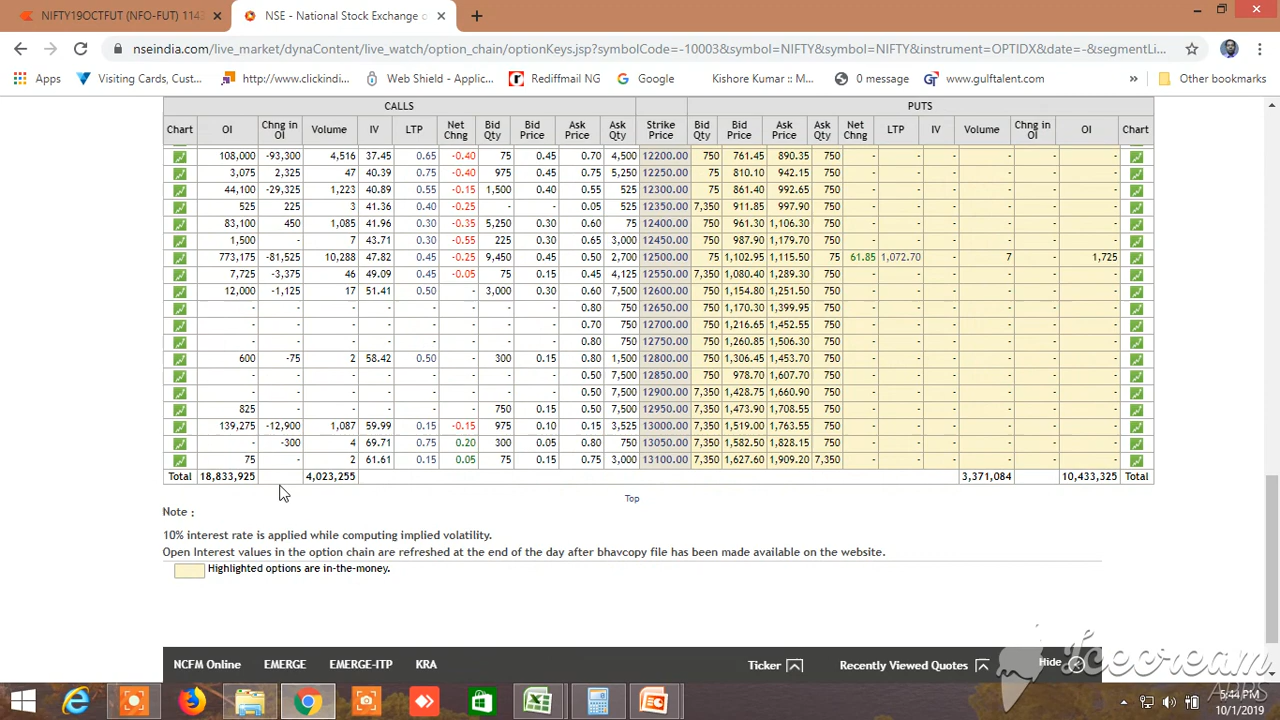 NIFTY19OCTFUT (NFO-FUT) 1143
NSE - National Stock Exchange o
nseindia.com/live_market/dynaContent/live_watch/option_chain/optionKeys.jsp?symbolCode=-10003&symbol=NIFTY&symbol=NIFTY&instrument=OPTIDX&date=-&segmentLi...
Apps Visiting Cards, Cust... http://www.clickindi... Web Shield - Applic... Rediffmail NG Google Kishore Kumar :: M... 0 message www.gulftalent.com » Other bookmarks
CALLS PUTS
Chart OI Chng in OI Volume IV LTP Net Chng Bid Qty Bid Price Ask Price Ask Qty Strike Price Bid Qty Bid Price Ask Price Ask Qty Net Chng LTP IV Volume Chng in OI OI Chart
108,000 -93,300 4,516 37.45 0.65 -0.40 75 0.45 0.70 4,500 12200.00 750 761.45 890.35 750 - - - - - -
3,075 2,325 47 40.39 0.75 -0.40 975 0.45 0.75 5,250 12250.00 75 810.10 942.15 750 - - - - - -
44,100 -29,325 1,223 40.89 0.55 -0.15 1,500 0.40 0.55 525 12300.00 75 861.40 992.65 750 - - - - - -
525 225 3 41.36 0.40 -0.25 - - 0.05 525 12350.00 7,350 911.85 997.90 750 - - - - - -
83,100 450 1,085 41.96 0.30 -0.35 5,250 0.30 0.60 75 12400.00 750 961.30 1,106.30 750 - - - - - -
1,500 - 7 43.71 0.30 -0.55 225 0.30 0.65 3,000 12450.00 750 987.90 1,179.70 750 - - - - - -
773,175 -81,525 10,288 47.82 0.45 -0.25 9,450 0.45 0.50 2,700 12500.00 75 1,102.95 1,115.50 75 61.85 1,072.70 - 7 - 1,725
7,725 -3,375 46 49.09 0.45 -0.05 75 0.15 0.45 4,125 12550.00 7,350 1,080.40 1,289.30 750 - - - - - -
12,000 -1,125 17 51.41 0.50 - 3,000 0.30 0.60 7,500 12600.00 750 1,154.80 1,251.50 750 - - - - - -
- - - - - - - - 0.80 750 12650.00 750 1,170.30 1,399.95 750 - - - - - -
- - - - - - - - 0.70 750 12700.00 750 1,216.65 1,452.55 750 - - - - - -
- - - - - - - - 0.80 750 12750.00 750 1,260.85 1,506.30 750 - - - - - -
600 -75 2 58.42 0.50 - 300 0.15 0.80 1,500 12800.00 750 1,306.45 1,453.70 750 - - - - - -
- - - - - - - - 0.50 7,500 12850.00 750 978.70 1,607.70 750 - - - - - -
- - - - - - - - 0.50 7,500 12900.00 7,350 1,428.75 1,660.90 750 - - - - - -
825 - - - - - 750 0.15 0.50 7,500 12950.00 7,350 1,473.90 1,708.55 750 - - - - - -
139,275 -12,900 1,087 59.99 0.15 -0.15 975 0.10 0.15 3,525 13000.00 7,350 1,519.00 1,763.55 750 - - - - - -
- -300 4 69.71 0.75 0.20 300 0.05 0.80 750 13050.00 7,350 1,582.50 1,828.15 750 - - - - - -
75 - 2 61.61 0.15 0.05 75 0.15 0.75 3,000 13100.00 7,350 1,627.60 1,909.20 7,350 - - - - - -
Total 18,833,925 4,023,255 3,371,084 10,433,325 Total
Top
Note :
10% interest rate is applied while computing implied volatility.
Open Interest values in the option chain are refreshed at the end of the day after bhavcopy file has been made available on the website.
Highlighted options are in-the-money.
NCFM Online EMERGE EMERGE-ITP KRA Ticker Recently Viewed Quotes Hide
Icecream
APPS
5:44 PM
10/1/2019